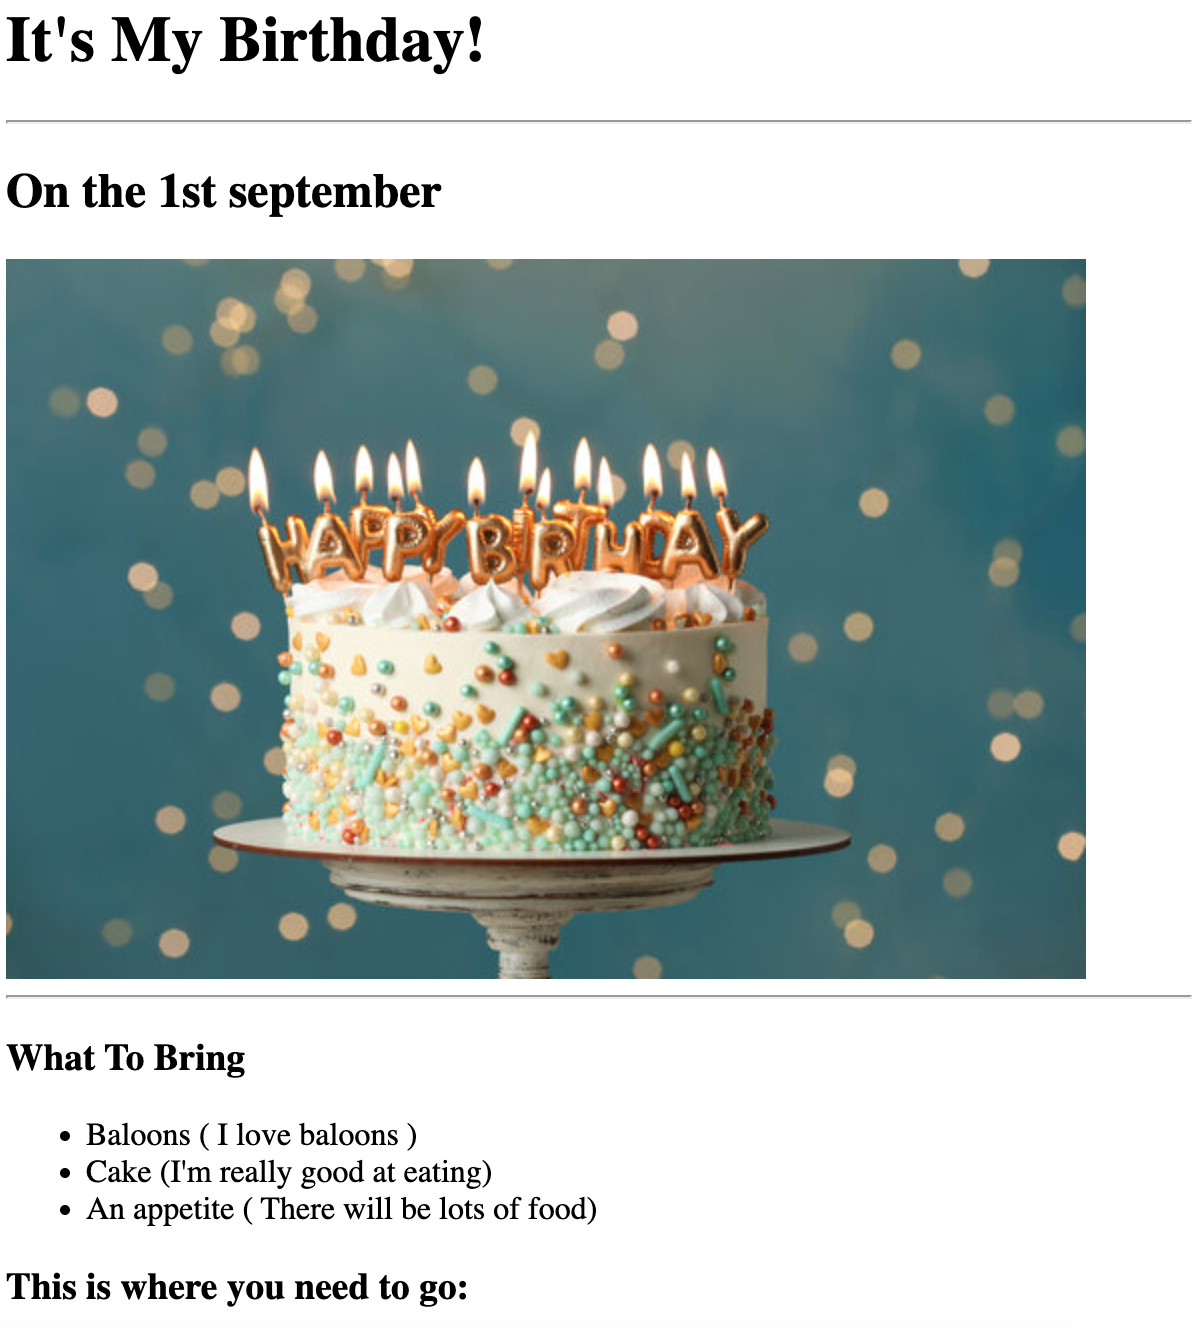 It's My Birthday!
On the 1st september
HAPPY BIRTHDAY
What To Bring
Baloons ( I love baloons )
Cake (I'm really good at eating)
An appetite ( There will be lots of food)
This is where you need to go: